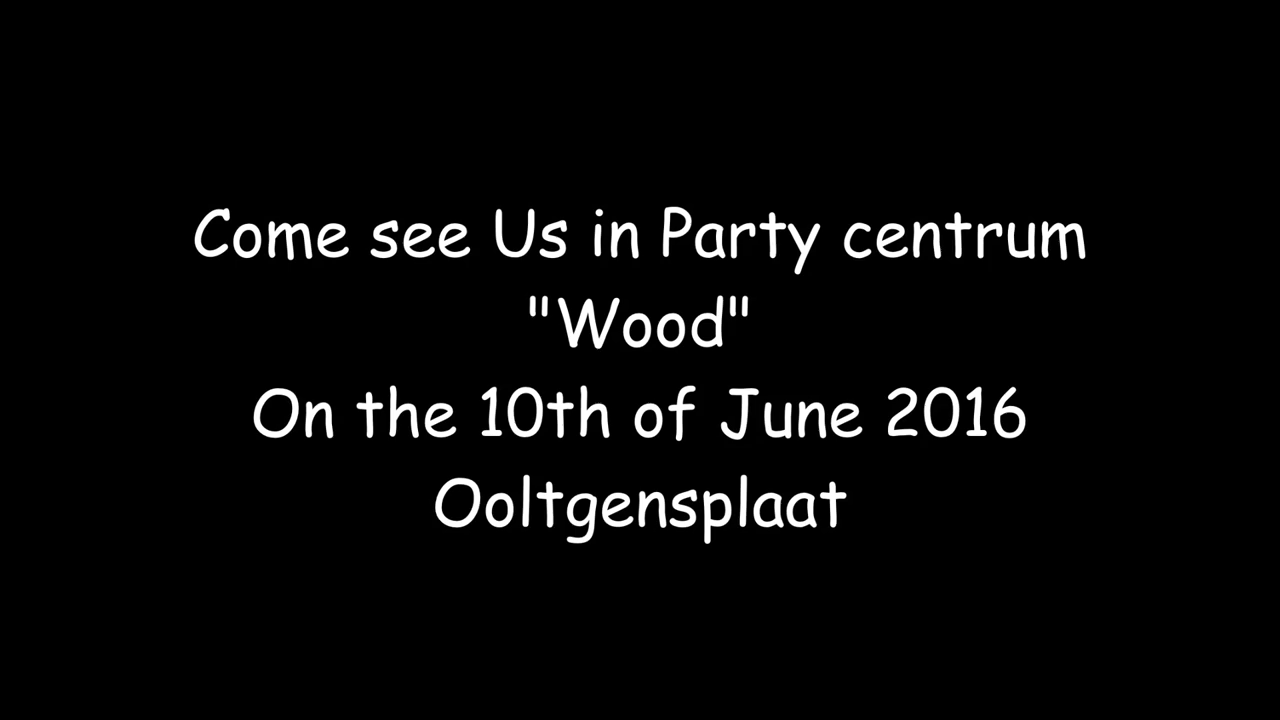 Come see Us in Party centrum
"Wood"
On the 10th of June 2016
Ooltgensplaat